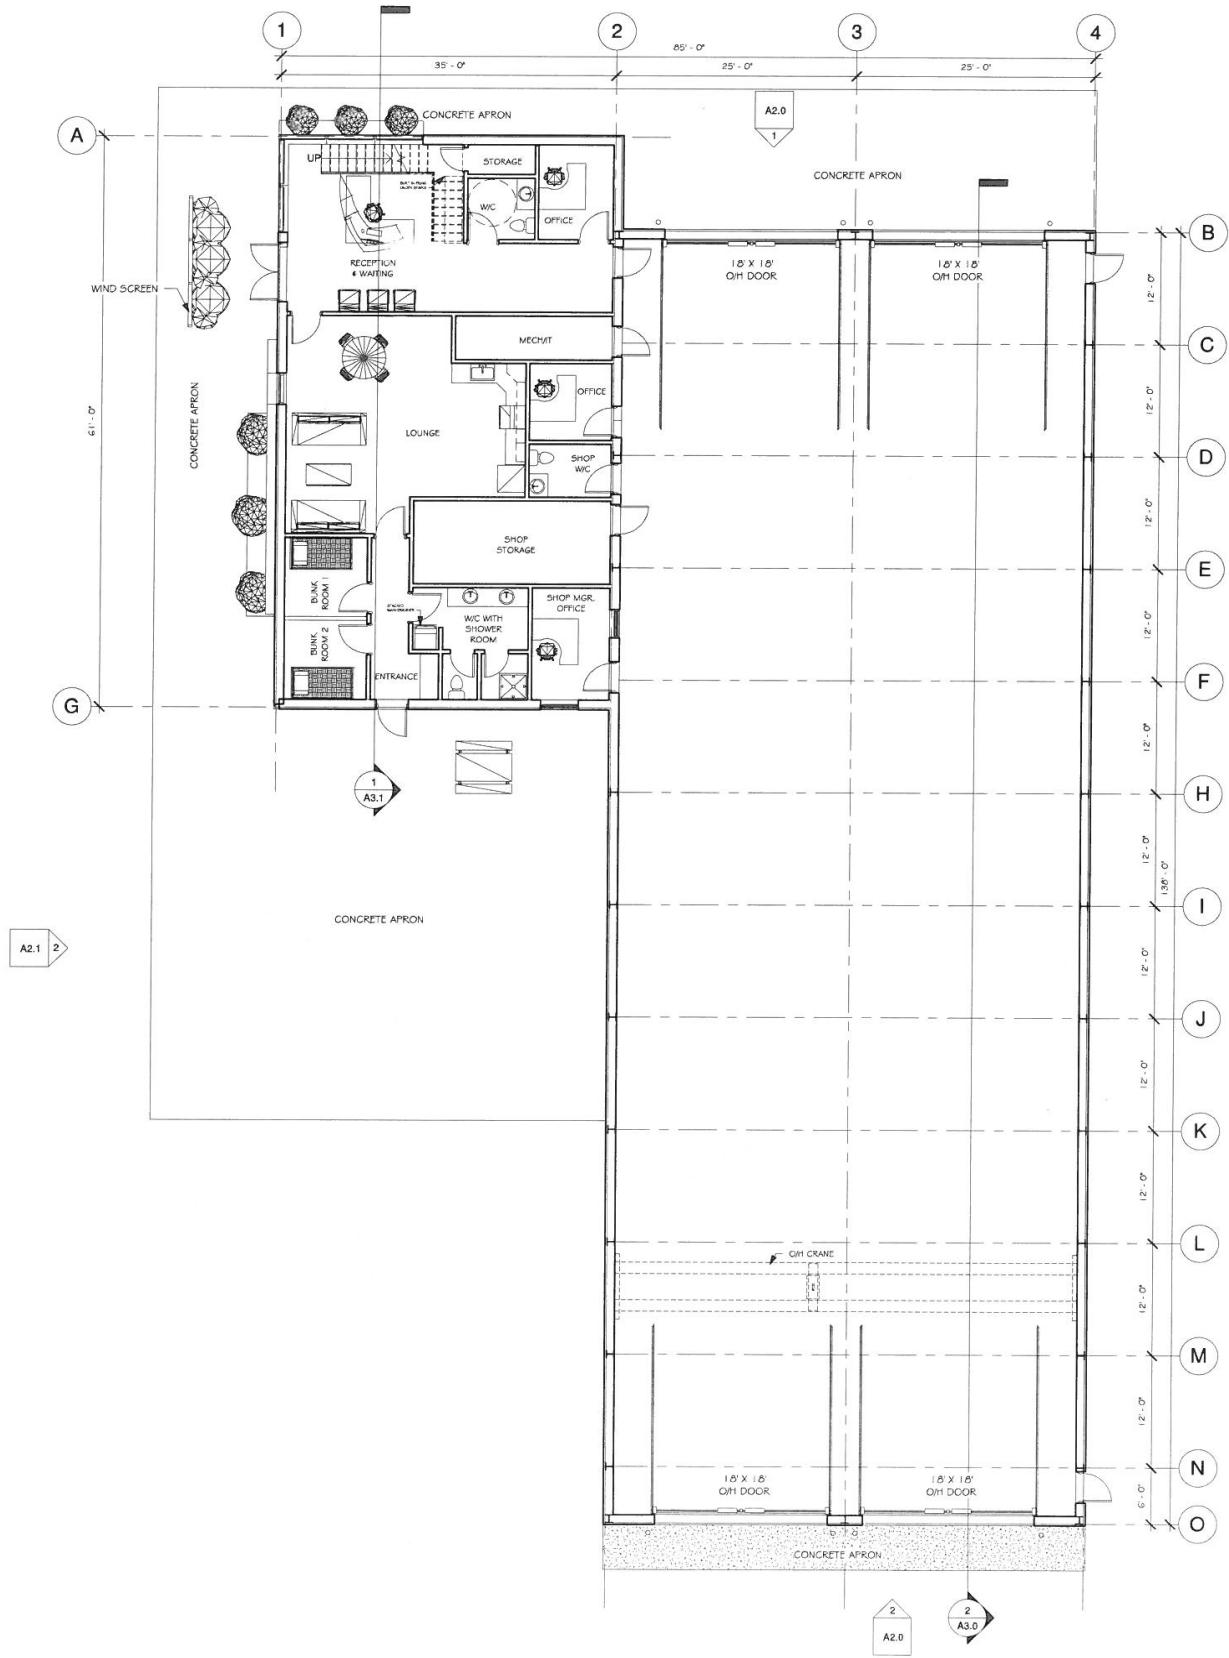 1
2
3
4
85' - 0"
35' - 0"
25' - 0"
25' - 0"
A2.0
1
CONCRETE APRON
CONCRETE APRON
A
UP
STORAGE
W/C
OFFICE
B
RECEPTION
& WAITING
18' X 18'
O/H DOOR
18' X 18'
O/H DOOR
WIND SCREEN
12' - 0"
MECH/IT
C
CONCRETE APRON
61' - 0"
OFFICE
12' - 0"
LOUNGE
SHOP
W/C
D
12' - 0"
SHOP
STORAGE
E
BUNK
ROOM 1
SHOP MGR.
OFFICE
W/C WITH
SHOWER
ROOM
12' - 0"
BUNK
ROOM 2
ENTRANCE
F
G
12' - 0"
1
A3.1
H
12' - 0"
138' - 0"
I
CONCRETE APRON
A2.1
2
12' - 0"
J
12' - 0"
K
12' - 0"
L
O/H CRANE
12' - 0"
M
12' - 0"
N
18' X 18'
O/H DOOR
18' X 18'
O/H DOOR
6' - 0"
O
CONCRETE APRON
2
A2.0
2
A3.0